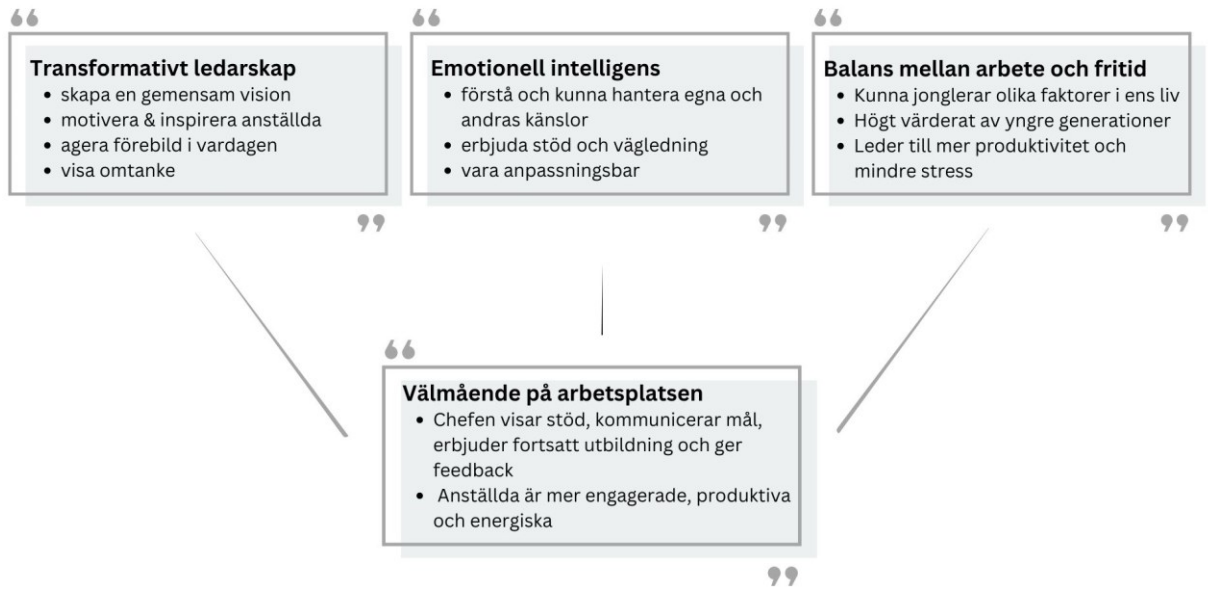 Transformativt ledarskap
• skapa en gemensam vision
• motivera & inspirera anställda
• agera förebild i vardagen
• visa omtanke
Emotionell intelligens
• förstå och kunna hantera egna och
andras känslor
• erbjuda stöd och vägledning
• vara anpassningsbar
Balans mellan arbete och fritid
• Kunna jonglerar olika faktorer i ens liv
• Högt värderat av yngre generationer
• Leder till mer produktivitet och
mindre stress
Välmående på arbetsplatsen
• Chefen visar stöd, kommunicerar mål,
erbjuder fortsatt utbildning och ger
feedback
• Anställda är mer engagerade, produktiva
och energiska